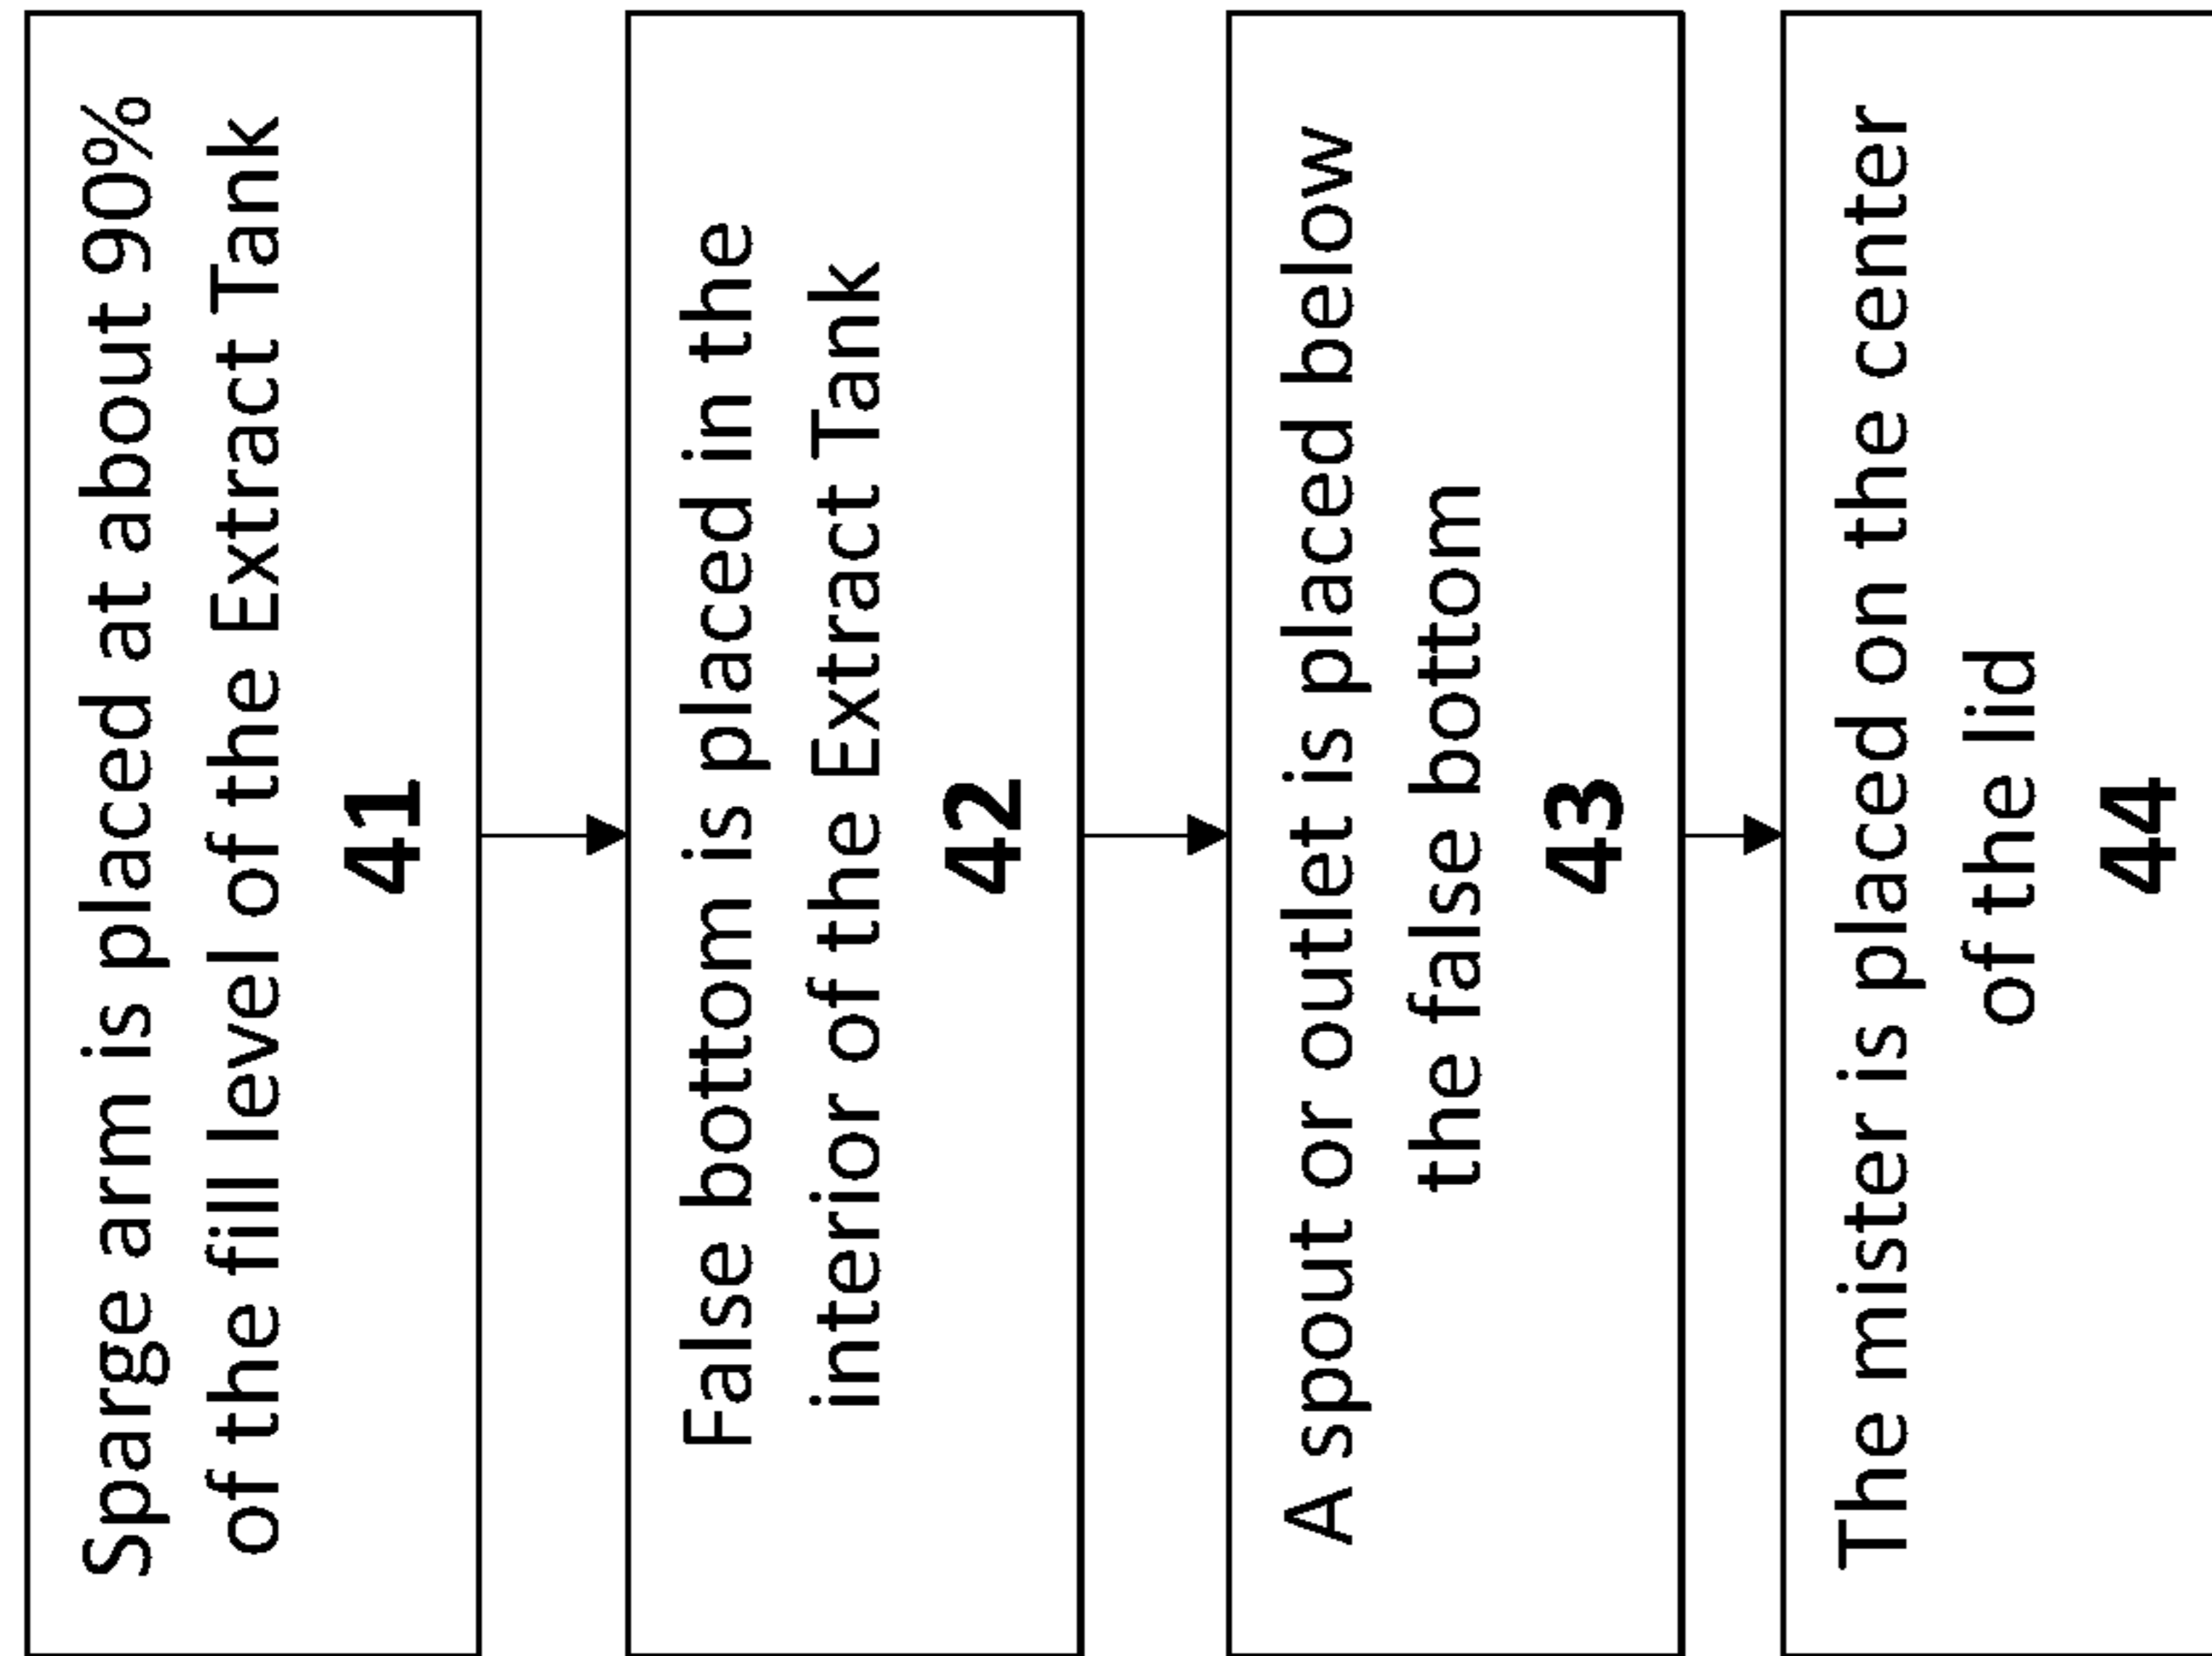 Sparge arm is placed at about 90%
of the fill level of the Extract Tank
41
False bottom is placed in the
interior of the Extract Tank
42
A spout or outlet is placed below
the false bottom
43
The mister is placed on the center
of the lid
44